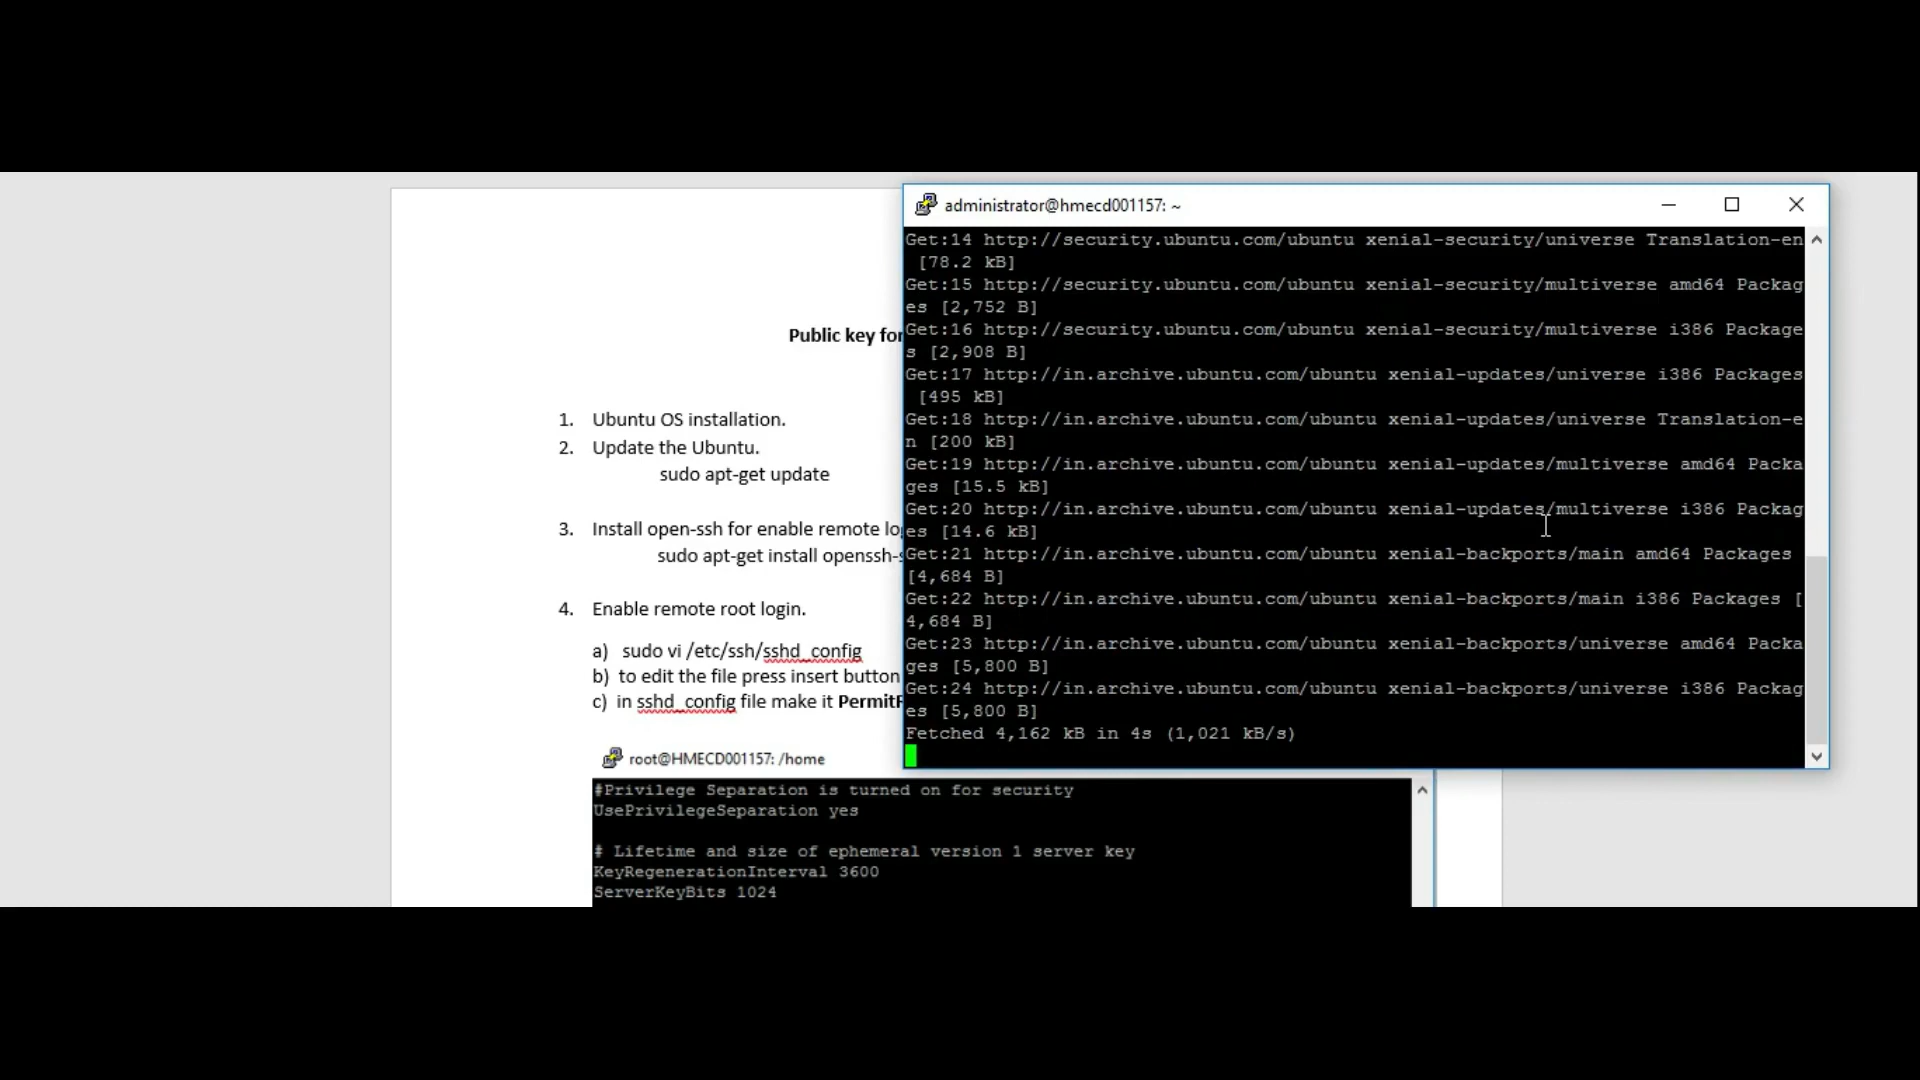 Public key for
1. Ubuntu OS installation.
2. Update the Ubuntu.
sudo apt-get update
3. Install open-ssh for enable remote
sudo apt-get install
4. Enable remote root login.
a) sudo vi /etc/ssh/sshd_config
b) to edit the file press insert button
c) in sshd_config file make it
root@HMECD001157: /home
#Privilege Separation is turned on for security
UsePrivilegeSeparation yes
# Lifetime and size of ephemeral version 1 server key
KeyRegenerationInterval 3600
ServerKeyBits 1024
administrator@hmecd001157: ~
Get:14 http://security.ubuntu.com/ubuntu xenial-security/universe Translation-en
[78.2 kB]
Get:15 http://security.ubuntu.com/ubuntu xenial-security/multiverse amd64 Packag
es [2,752 B]
Get:16 http://security.ubuntu.com/ubuntu xenial-security/multiverse i386 Package
s [2,908 B]
Get:17 http://in.archive.ubuntu.com/ubuntu xenial-updates/universe i386 Packages
[495 kB]
Get:18 http://in.archive.ubuntu.com/ubuntu xenial-updates/universe Translation-e
n [200 kB]
Get:19 http://in.archive.ubuntu.com/ubuntu xenial-updates/multiverse amd64 Packa
ges [15.5 kB]
Get:20 http://in.archive.ubuntu.com/ubuntu xenial-updates/multiverse i386 Packag
es [14.6 kB]
Get:21 http://in.archive.ubuntu.com/ubuntu xenial-backports/main amd64 Packages
[4,684 B]
Get:22 http://in.archive.ubuntu.com/ubuntu xenial-backports/main i386 Packages [
4,684 B]
Get:23 http://in.archive.ubuntu.com/ubuntu xenial-backports/universe amd64 Packa
ges [5,800 B]
Get:24 http://in.archive.ubuntu.com/ubuntu xenial-backports/universe i386 Packag
es [5,800 B]
Fetched 4,162 kB in 4s (1,021 kB/s)